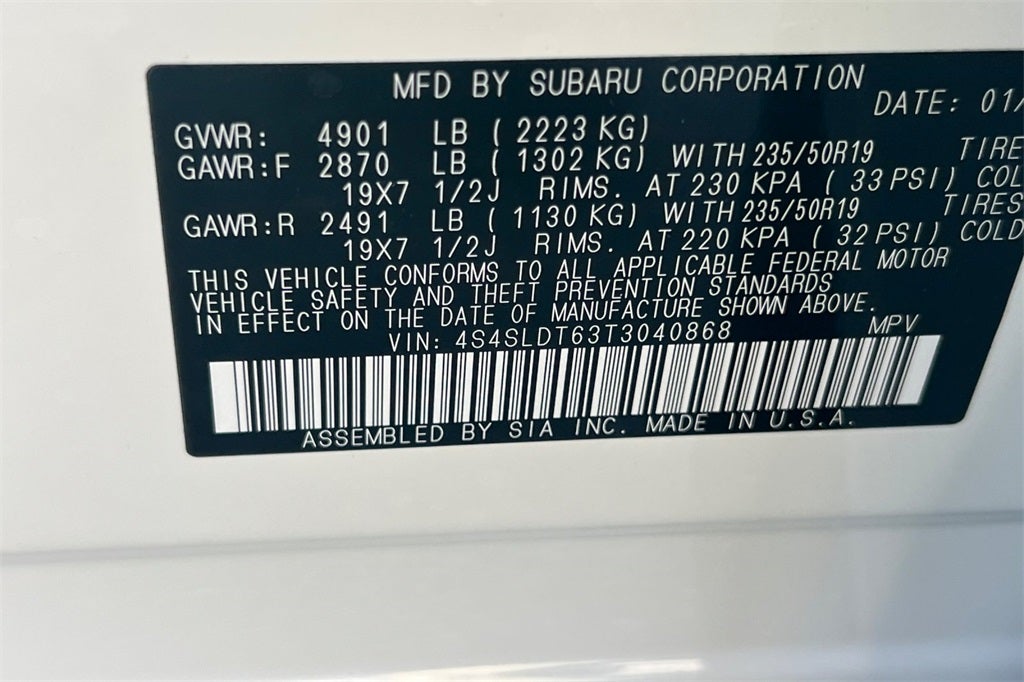 MFD BY SUBARU CORPORATION
DATE: 01/
GVWR: 4901 LB ( 2223 KG)
GAWR:F 2870 LB ( 1302 KG) WITH 235/50R19 TIRE
19X7 1/2J RIMS. AT 230 KPA ( 33 PSI) COL
GAWR:R 2491 LB ( 1130 KG) WITH 235/50R19 TIRES
19X7 1/2J RIMS. AT 220 KPA ( 32 PSI) COLD
THIS VEHICLE CONFORMS TO ALL APPLICABLE FEDERAL MOTOR
VEHICLE SAFETY AND THEFT PREVENTION STANDARDS
IN EFFECT ON THE DATE OF MANUFACTURE SHOWN ABOVE.
VIN: 4S4SLDT63T3040868 MPV
ASSEMBLED BY SIA INC. MADE IN U.S.A.